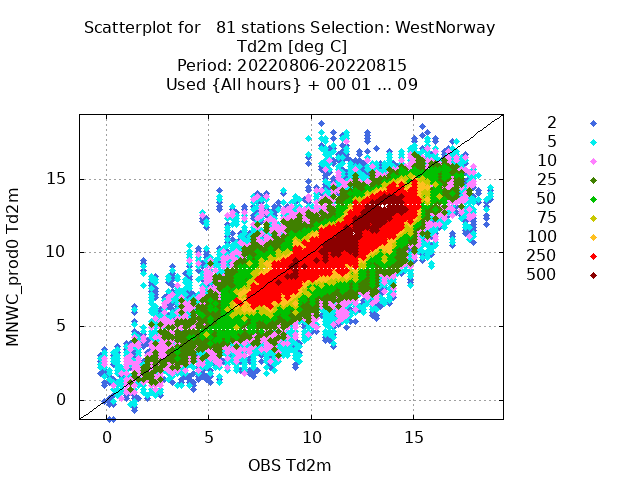 Scatterplot for   81 stations Selection: WestNorway
Td2m [deg C]
Period: 20220806-20220815
Used {All hours} + 00 01 ... 09
2
5
10
25
50
75
100
250
500
MNWC_prod0 Td2m
15
10
5
0
0 5 10 15
OBS Td2m